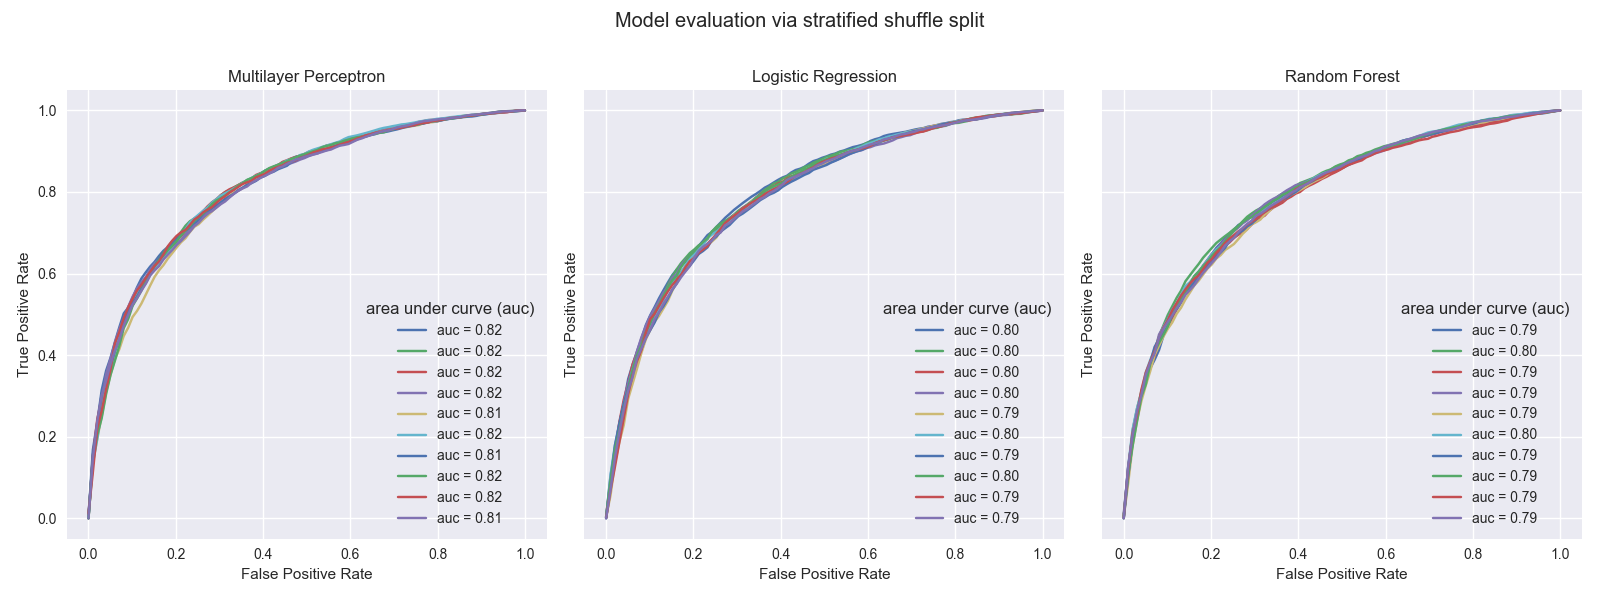 Model evaluation via stratified shuffle split
Multilayer Perceptron
True Positive Rate
1.0
0.8
0.6
0.4
0.2
0.0
area under curve (auc)
auc = 0.82
auc = 0.82
auc = 0.82
auc = 0.82
auc = 0.81
auc = 0.82
auc = 0.81
auc = 0.82
auc = 0.82
auc = 0.81
0.0 0.2 0.4 0.6 0.8 1.0
False Positive Rate
Logistic Regression
True Positive Rate
area under curve (auc)
auc = 0.80
auc = 0.80
auc = 0.80
auc = 0.80
auc = 0.79
auc = 0.80
auc = 0.79
auc = 0.80
auc = 0.79
auc = 0.79
0.0 0.2 0.4 0.6 0.8 1.0
False Positive Rate
Random Forest
True Positive Rate
area under curve (auc)
auc = 0.79
auc = 0.80
auc = 0.79
auc = 0.79
auc = 0.79
auc = 0.80
auc = 0.79
auc = 0.79
auc = 0.79
auc = 0.79
0.0 0.2 0.4 0.6 0.8 1.0
False Positive Rate